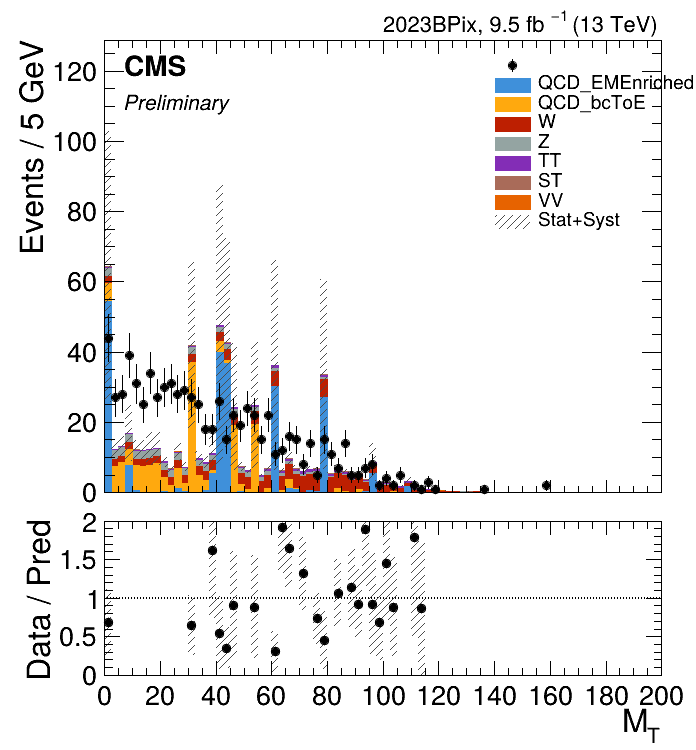 2023BPix, 9.5 fb⁻¹ (13 TeV)
Events / 5 GeV
CMS
Preliminary
QCD_EMEnriched
QCD_bcToE
W
Z
TT
ST
VV
Stat+Syst
120
100
80
60
40
20
0
Data / Pred
2
1.5
1
0.5
0
0 20 40 60 80 100 120 140 160 180 200
M_T